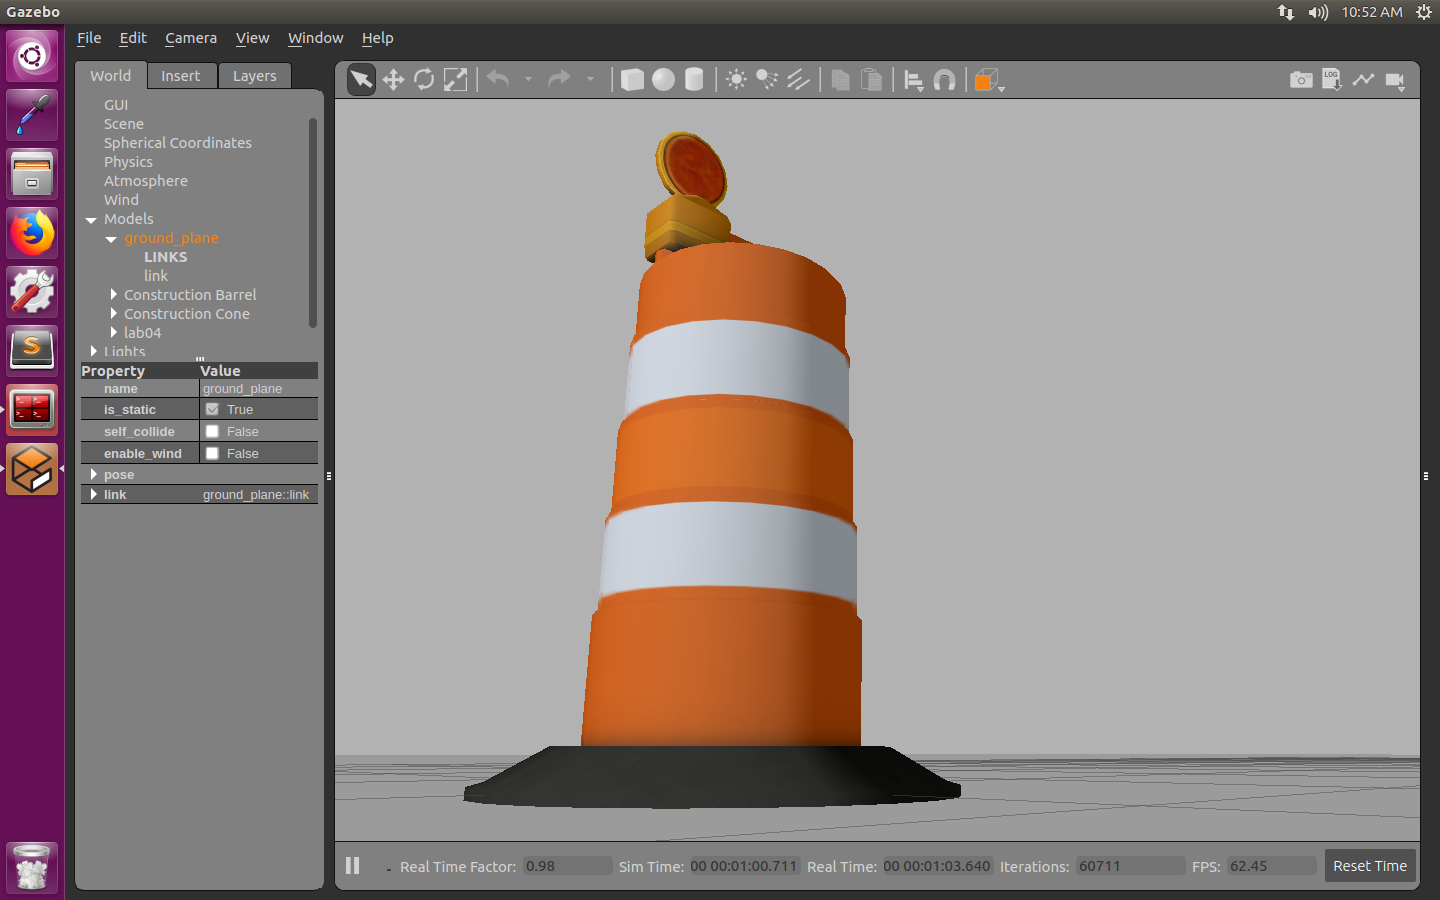 Gazebo
10:52 AM
File Edit Camera View Window Help
World Insert Layers
LOG
GUI
Scene
Spherical Coordinates
Physics
Atmosphere
Wind
Models
ground_plane
LINKS
link
Construction Barrel
Construction Cone
lab04
Lights
Property Value
name ground_plane
is_static True
self_collide False
enable_wind False
pose
link ground_plane::link
Real Time Factor: 0.98 Sim Time: 00 00:01:00.711 Real Time: 00 00:01:03.640 Iterations: 60711 FPS: 62.45 Reset Time